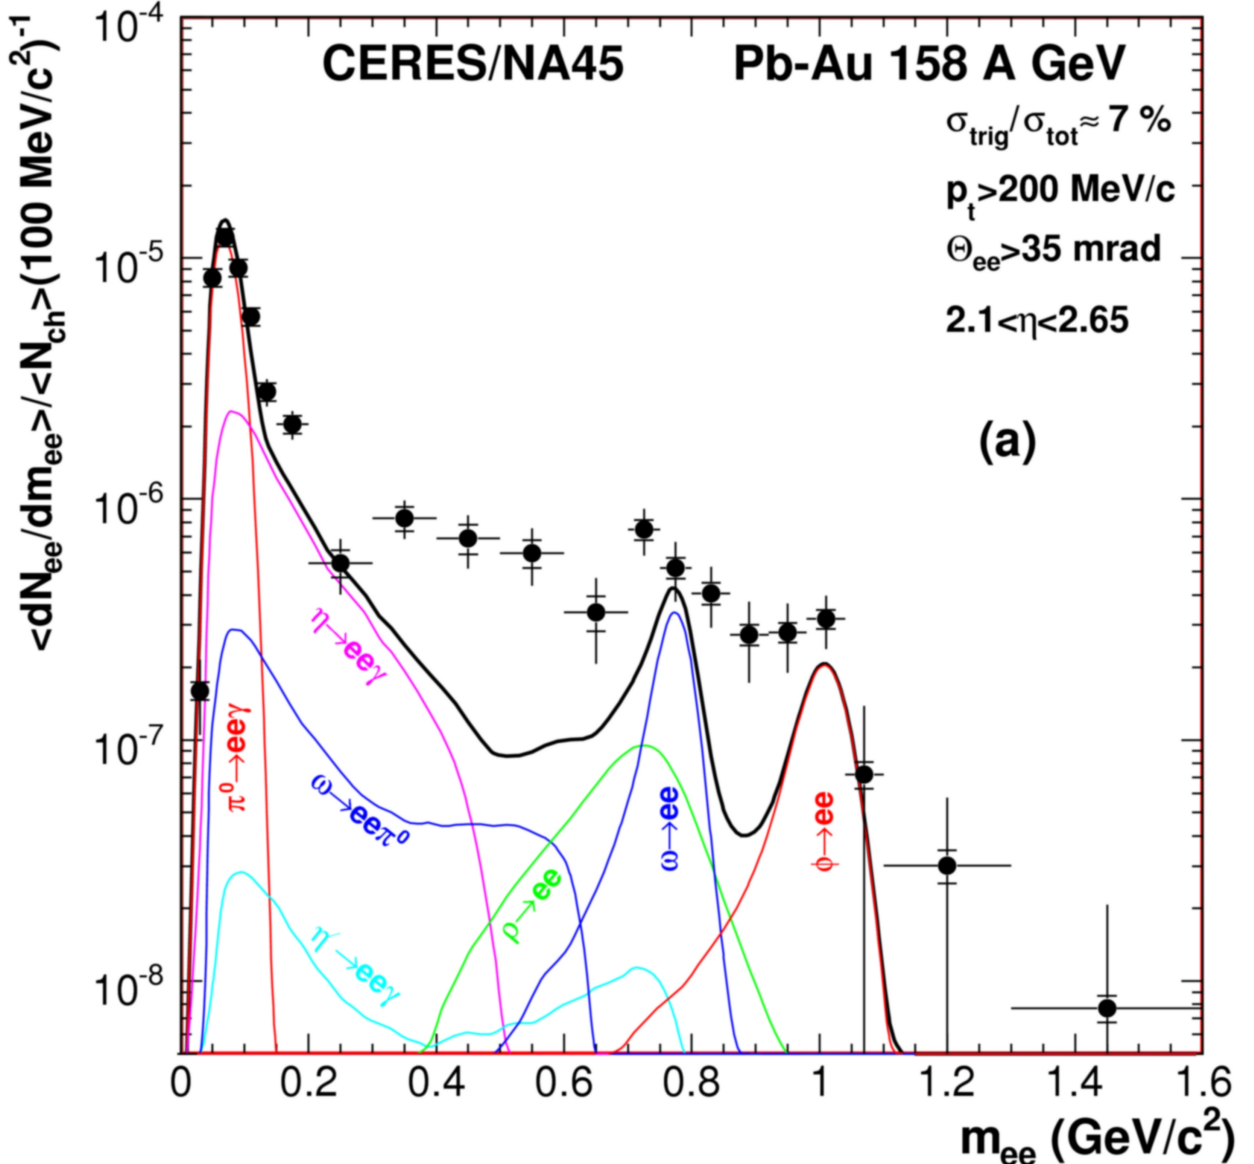 <dNee/dmee>/<Nch>(100 MeV/c²)⁻¹
10⁻⁴
10⁻⁵
10⁻⁶
10⁻⁷
10⁻⁸
CERES/NA45 Pb-Au 158 A GeV
σtrig/σtot≈ 7 %
pt>200 MeV/c
Θee>35 mrad
2.1<η<2.65
(a)
η→eeγ
π⁰→eeγ
ω→eeπ⁰
η′→eeγ
ρ→ee
ω→ee
φ→ee
0 0.2 0.4 0.6 0.8 1 1.2 1.4 1.6
mee (GeV/c²)